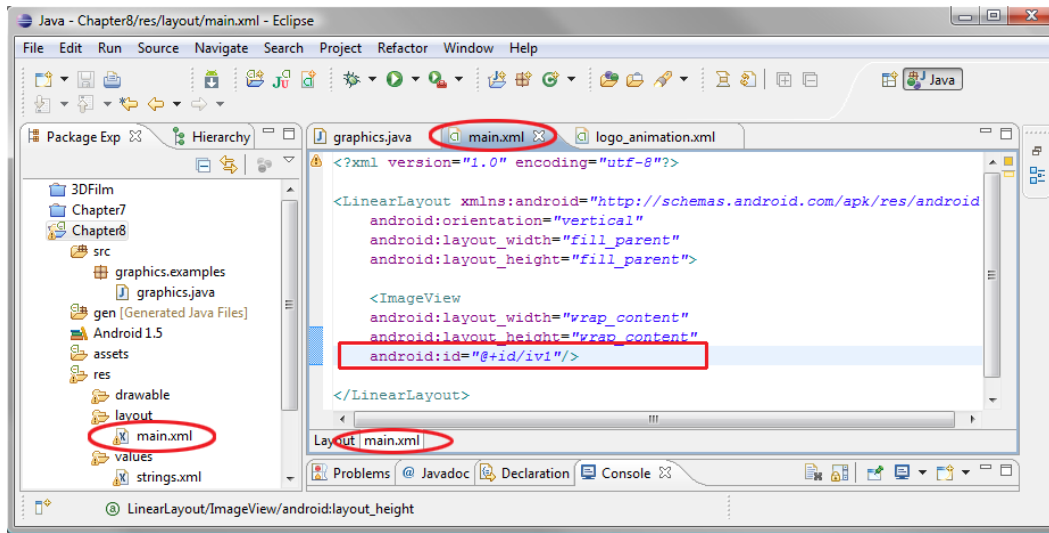 Java - Chapter8/res/layout/main.xml - Eclipse
File Edit Run Source Navigate Search Project Refactor Window Help
Java
Package Exp Hierarchy
graphics.java main.xml logo_animation.xml
3DFilm
Chapter7
Chapter8
src
graphics.examples
graphics.java
gen [Generated Java Files]
Android 1.5
assets
res
drawable
layout
main.xml
values
strings.xml
<?xml version="1.0" encoding="utf-8"?>
<LinearLayout xmlns:android="http://schemas.android.com/apk/res/android
android:orientation="vertical"
android:layout_width="fill_parent"
android:layout_height="fill_parent">
<ImageView
android:layout_width="wrap_content"
android:layout_height="wrap_content"
android:id="@+id/iv1"/>
</LinearLayout>
Layout main.xml
Problems @ Javadoc Declaration Console
LinearLayout/ImageView/android:layout_height